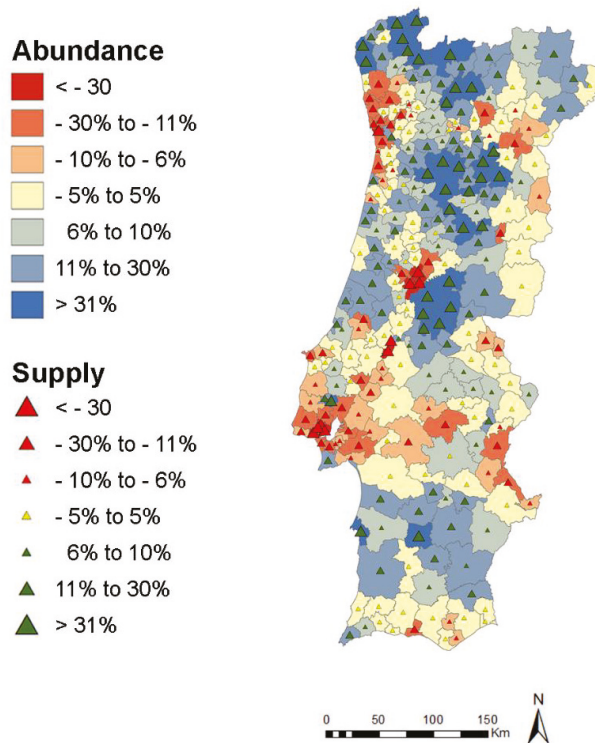 Abundance
< - 30
- 30% to - 11%
- 10% to - 6%
- 5% to 5%
6% to 10%
11% to 30%
> 31%
Supply
< - 30
- 30% to - 11%
- 10% to - 6%
- 5% to 5%
6% to 10%
11% to 30%
> 31%
N
0 50 100 150
Km